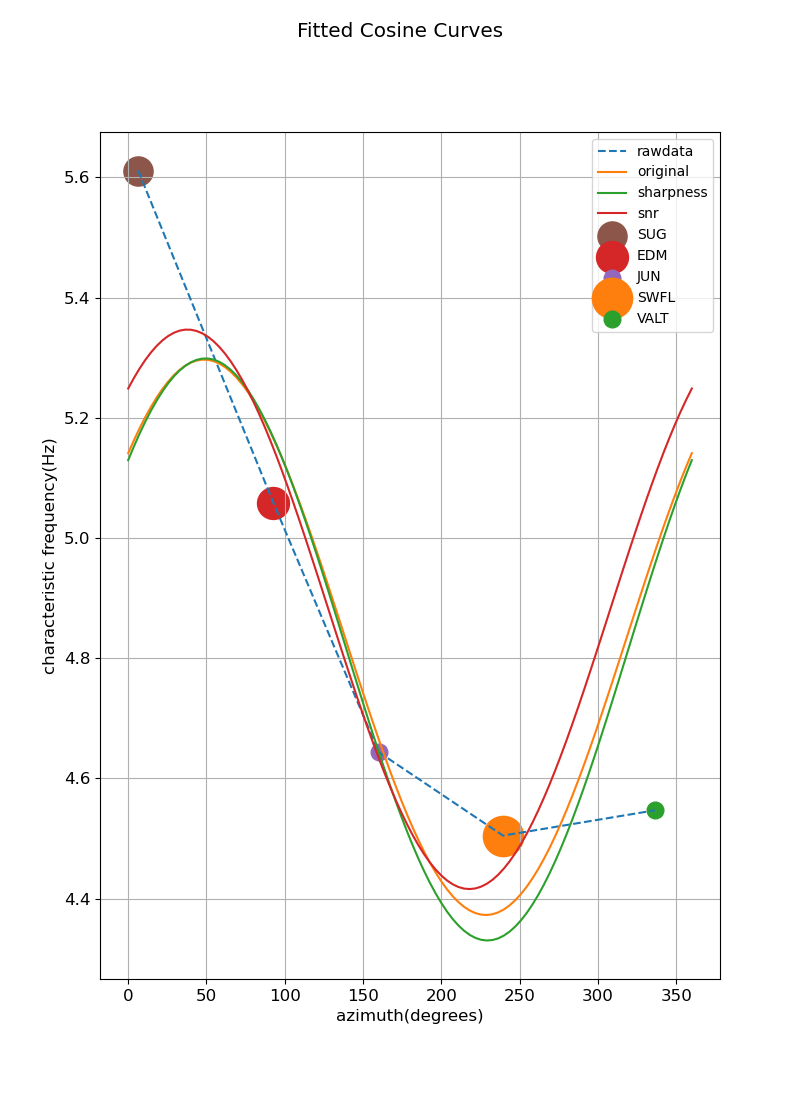 Fitted Cosine Curves
rawdata
original
sharpness
snr
SUG
EDM
JUN
SWFL
VALT
5.6
5.4
5.2
5.0
4.8
4.6
4.4
characteristic frequency(Hz)
0 50 100 150 200 250 300 350
azimuth(degrees)